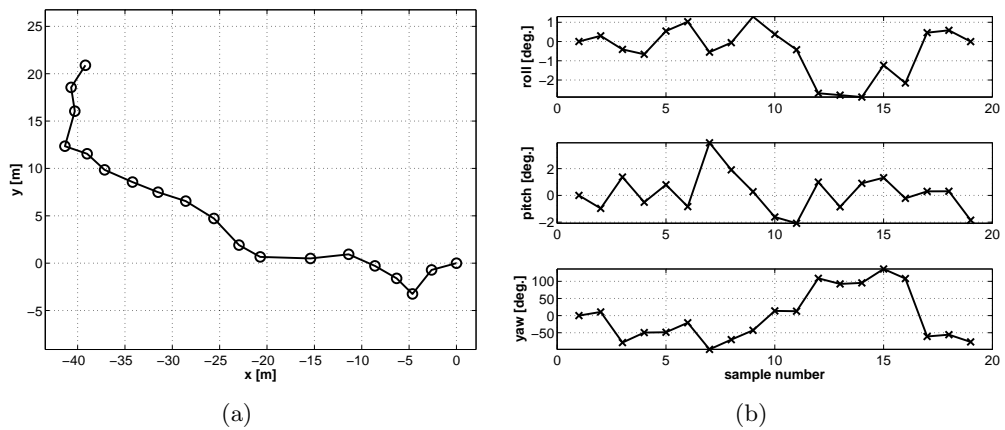 25
20
15
10
5
0
−5
−40 −35 −30 −25 −20 −15 −10 −5 0
x [m]
y [m]
(a)
1
0
−1
−2
0 5 10 15 20
roll [deg.]
2
0
−2
0 5 10 15 20
pitch [deg.]
100
50
0
−50
0 5 10 15 20
yaw [deg.]
sample number
(b)